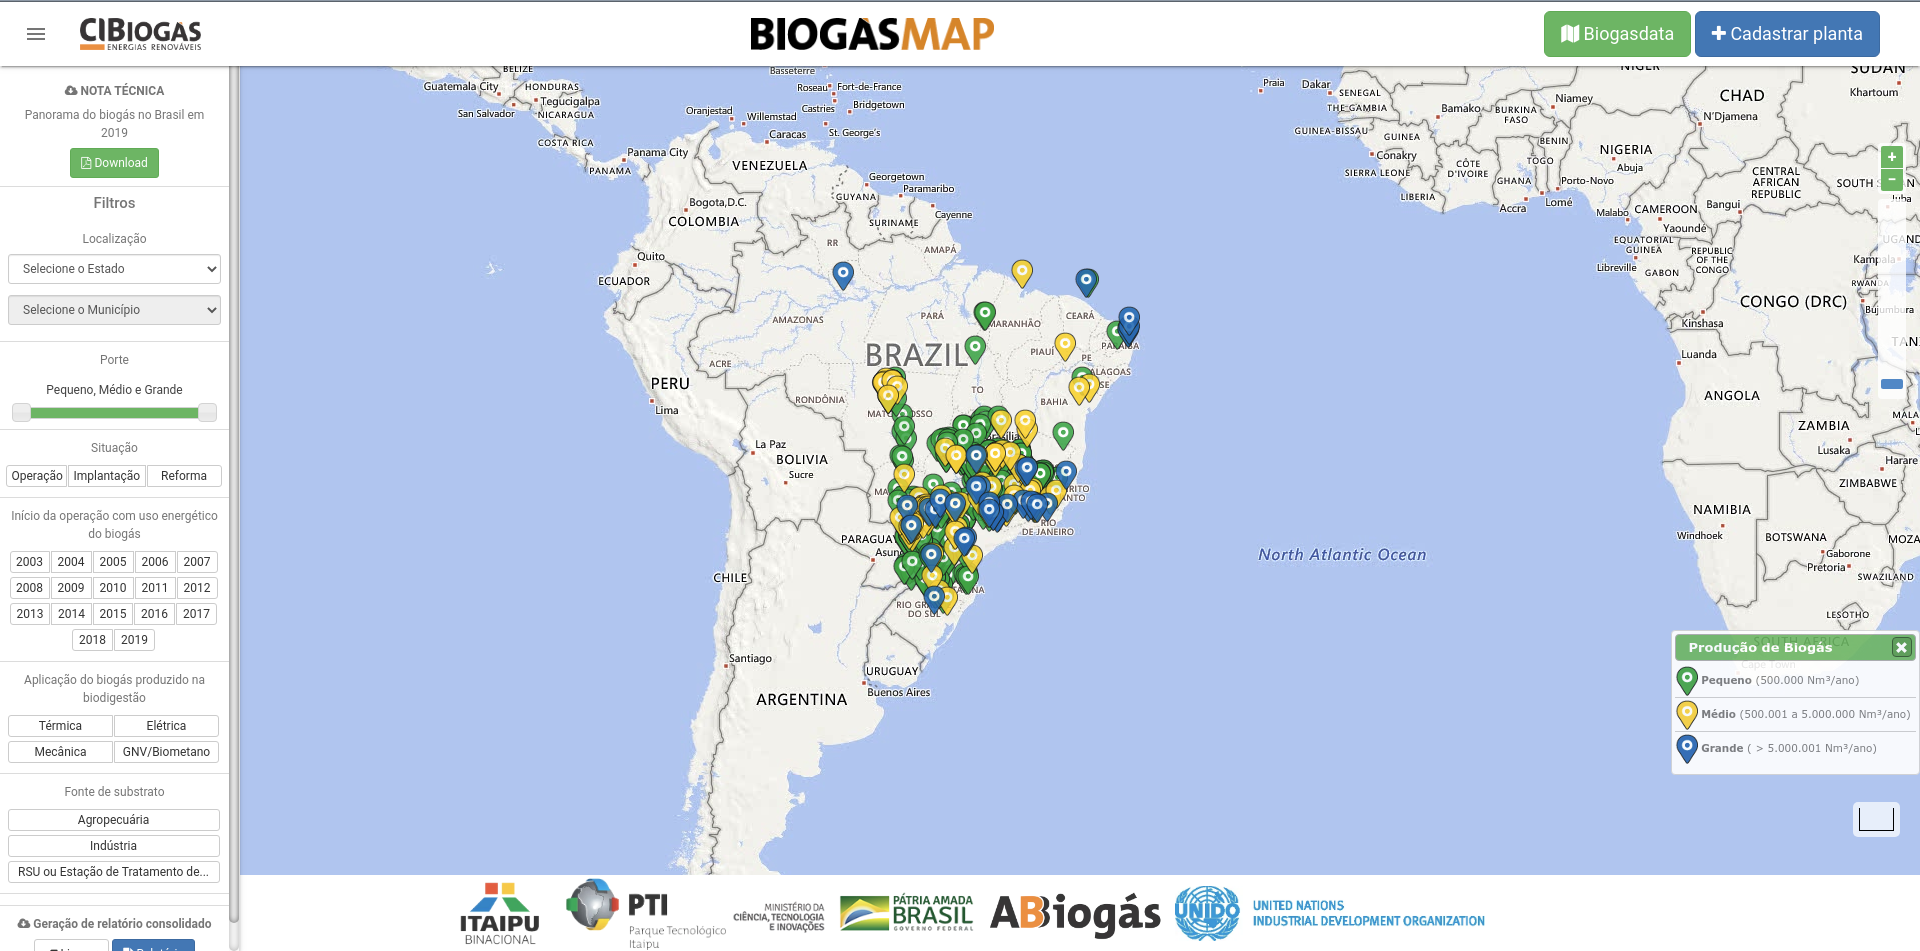 CIBIOGÁS
ENERGIAS RENOVÁVEIS
BIOGASMAP
Biogasdata
Cadastrar planta
NOTA TÉCNICA
Panorama do biogás no Brasil em
2019
Download
Filtros
Localização
Selecione o Estado
Selecione o Município
Porte
Pequeno, Médio e Grande
Situação
Operação
Implantação
Reforma
Início da operação com uso energético
do biogás
2003 2004 2005 2006 2007
2008 2009 2010 2011 2012
2013 2014 2015 2016 2017
2018 2019
Aplicação do biogás produzido na
biodigestão
Térmica Elétrica
Mecânica GNV/Biometano
Fonte de substrato
Agropecuária
Indústria
RSU ou Estação de Tratamento de...
Geração de relatório consolidado
BELIZE
Guatemala City
HONDURAS
Tegucigalpa
San Salvador
NICARAGUA
COSTA RICA
Panama City
PANAMA
Basseterre
Roseau
Fort-de-France
Castries
Bridgetown
Oranjestad
Willemstad
St. George's
Caracas
VENEZUELA
Georgetown
Paramaribo
GUYANA
Cayenne
SURINAME
Bogota,D.C.
COLOMBIA
RR
AMAPÁ
Quito
ECUADOR
AMAZONAS
PARÁ
MARANHÃO
CEARÁ
BRAZIL
PIAUÍ
PE
ALAGOAS
SE
ACRE
TO
PERU
Lima
RONDÔNIA
BAHIA
La Paz
BOLIVIA
Sucre
RIO
DE JANEIRO
PARAGUAY
CHILE
RIO GR
DO SUL
Santiago
URUGUAY
Buenos Aires
ARGENTINA
North Atlantic Ocean
Praia
Dakar
SENEGAL
THE GAMBIA
GUINEA-BISSAU
Bamako
GUINEA
Conakry
SIERRA LEONE
LIBERIA
CÔTE
D'IVOIRE
BURKINA
FASO
GHANA
Accra
TOGO
Lomé
BENIN
Porto-Novo
NIGER
Niamey
NIGERIA
Abuja
CHAD
N'Djamena
SUDAN
Khartoum
CENTRAL
AFRICAN
REPUBLIC
Bangui
SOUTH
Juba
Malabo
CAMEROON
Yaoundé
EQUATORIAL
GUINEA
Libreville
GABON
REPUBLIC
OF THE
CONGO
Kampala
RWANDA
Bujumbura
CONGO (DRC)
Kinshasa
Luanda
ANGOLA
ZAMBIA
Lusaka
Harare
ZIMBABWE
NAMIBIA
Windhoek
BOTSWANA
Gaborone
Pretoria
SWAZILAND
LESOTHO
SOUTH AFRICA
Cape Town
+
−
Produção de Biogás
Pequeno (500.000 Nm³/ano)
Médio (500.001 a 5.000.000 Nm³/ano)
Grande ( > 5.000.001 Nm³/ano)
ITAIPU
BINACIONAL
PTI
Parque Tecnológico
Itaipu
MINISTÉRIO DA
CIÊNCIA, TECNOLOGIA
E INOVAÇÕES
PÁTRIA AMADA
BRASIL
GOVERNO FEDERAL
ABiogás
UNIDO
UNITED NATIONS
INDUSTRIAL DEVELOPMENT ORGANIZATION